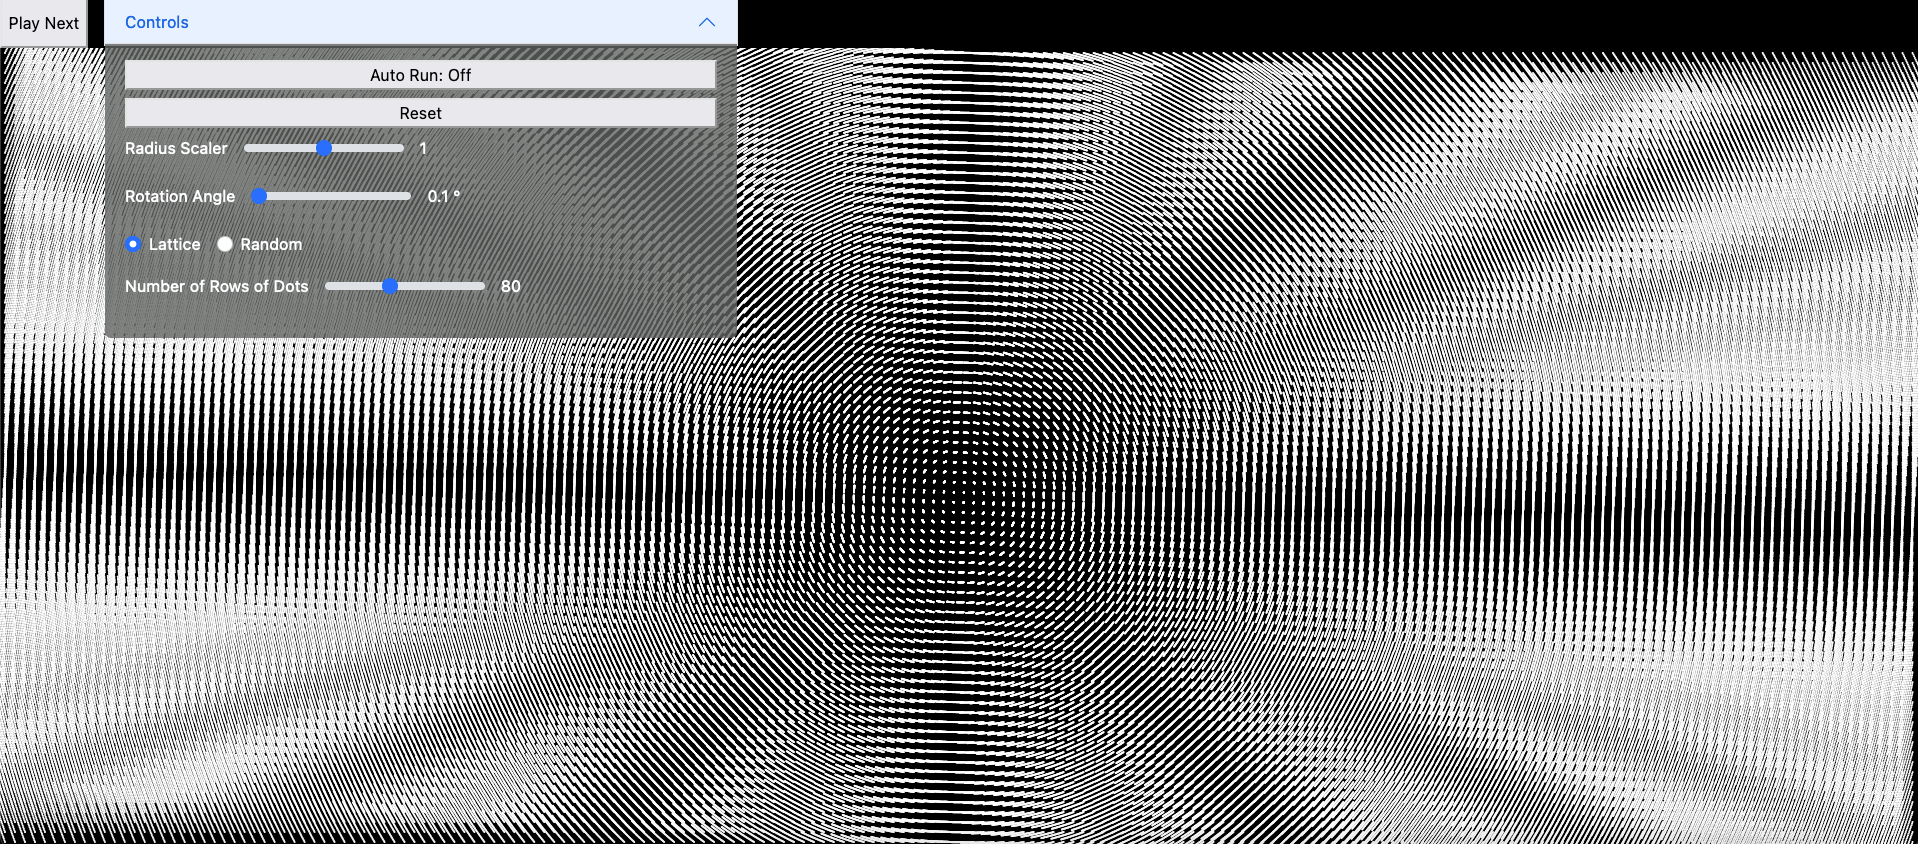 Play Next
Controls
Auto Run: Off
Reset
Radius Scaler 1
Rotation Angle 0.1 °
Lattice Random
Number of Rows of Dots 80